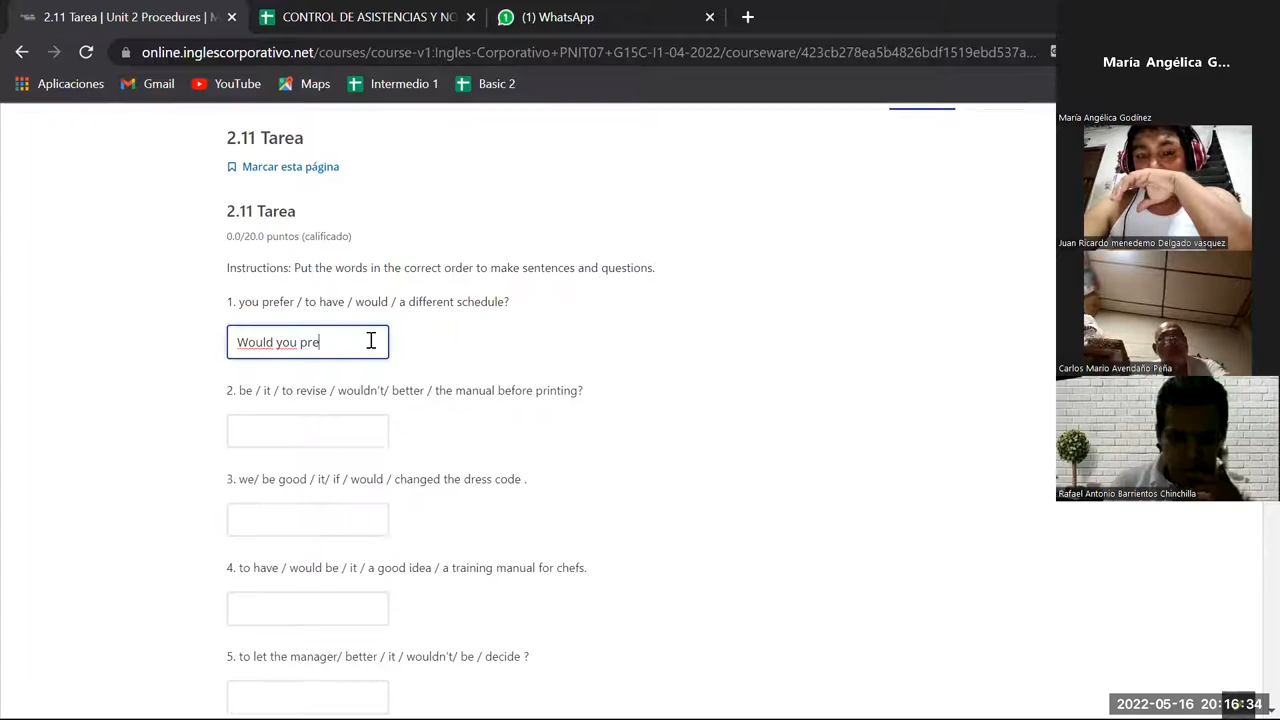 2.11 Tarea | Unit 2 Procedures | M
CONTROL DE ASISTENCIAS Y NO
(1) WhatsApp
online.inglescorporativo.net/courses/course-v1:Ingles-Corporativo+PNIT07+G15C-I1-04-2022/courseware/423cb276ea5b4626bdf1519ebd537a...
Aplicaciones
Gmail
YouTube
Maps
Intermedio 1
Basic 2
2.11 Tarea
Marcar esta página
2.11 Tarea
0.0/20.0 puntos (calificado)
Instructions: Put the words in the correct order to make sentences and questions.
1. you prefer / to have / would / a different schedule?
Would you pre
2. be / it / to revise / manual before
3. we/ be good / it/ if / would / changed the dress code .
4. to have / would be / it / a good idea / a training manual for chefs.
5. to let the manager/ better / it / wouldn't/ be / decide ?
María Angélica G...
María Angélica Godínez
Juan Ricardo menedemo Delgado vasquez
Carlos Mario Avendaño Peña
Rafael Antonio Barrientos Chinchilla
2022-05-16 20:16:34